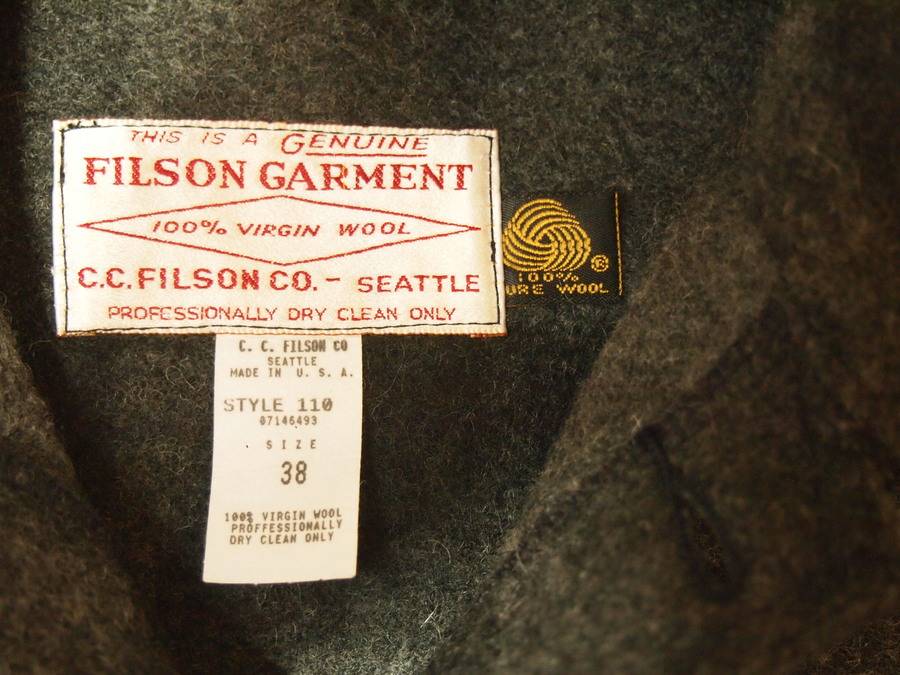 THIS IS A GENUINE
FILSON GARMENT
100% VIRGIN WOOL
C.C. FILSON CO. - SEATTLE
PROFESSIONALLY DRY CLEAN ONLY
®
100%
URE WOOL
C. C. FILSON CO
SEATTLE
MADE IN U. S. A.
STYLE 110
07146493
SIZE
38
100% VIRGIN WOOL
PROFFESSIONALLY
DRY CLEAN ONLY